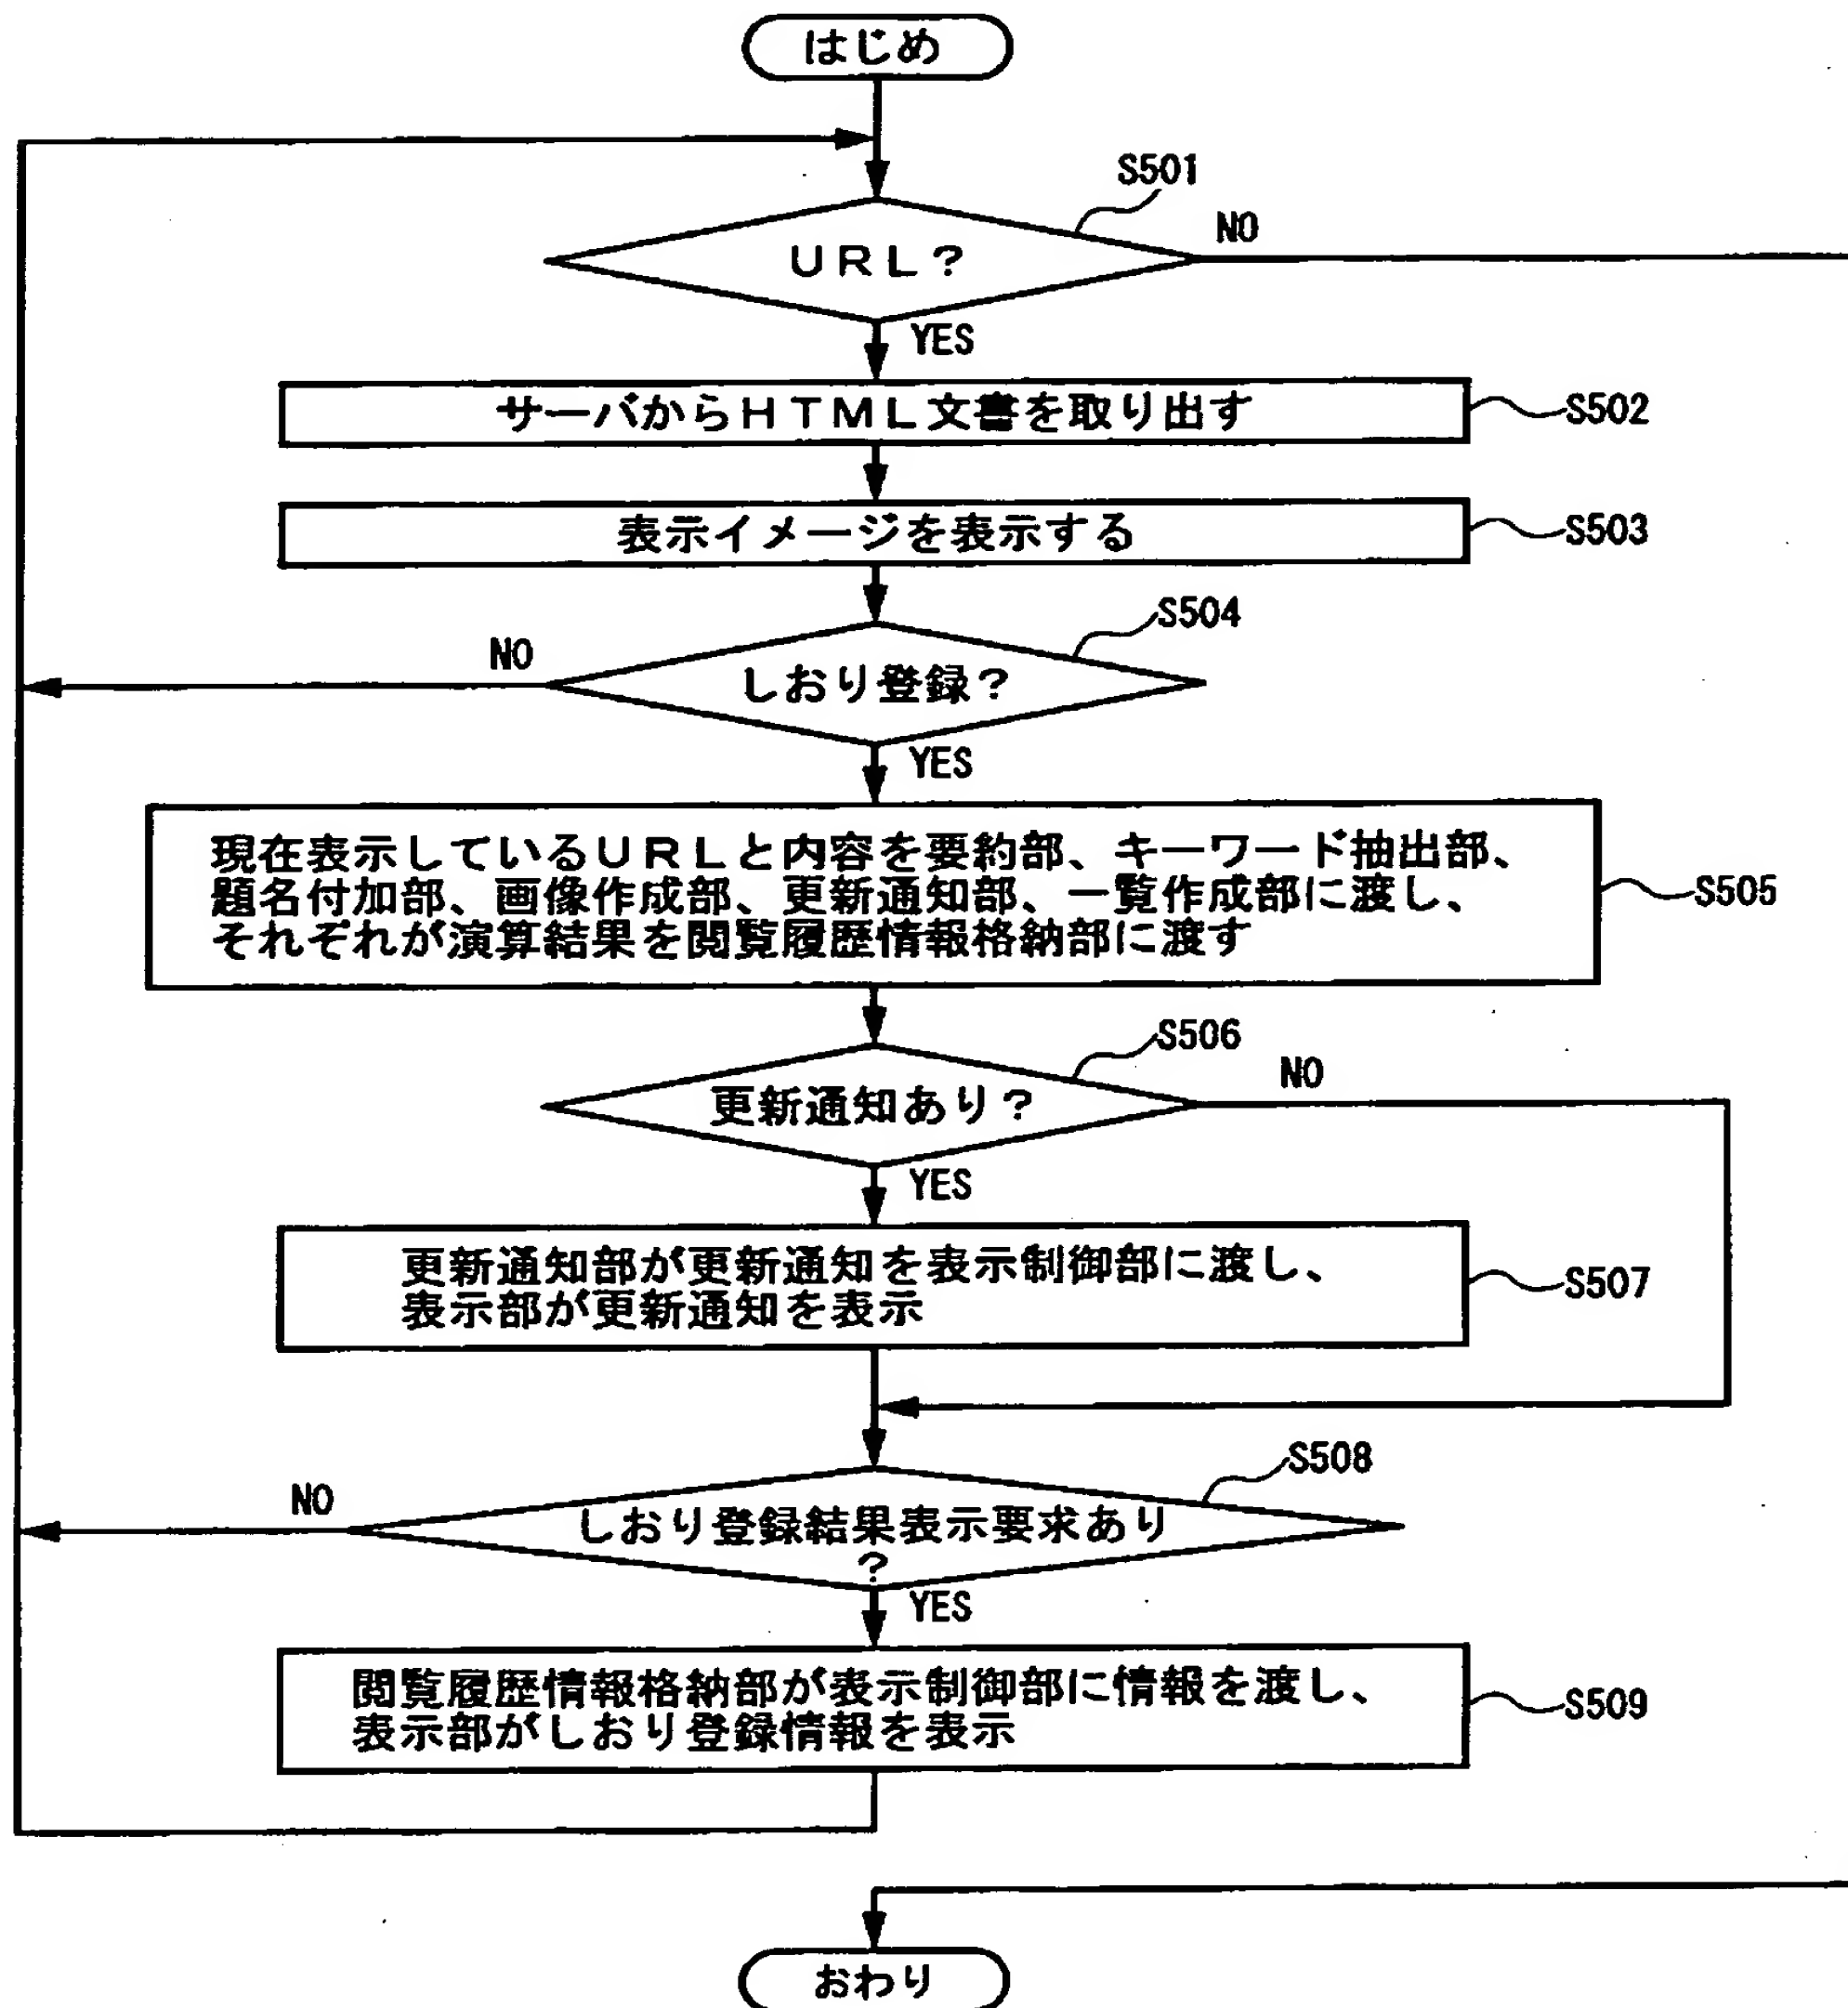 はじめ
S501
NO
URL?
YES
サーバからHTML文書を取り出す
S502
表示イメージを表示する
S503
S504
NO
しおり登録?
YES
現在表示しているURLと内容を要約部、キーワード抽出部、
題名付加部、画像作成部、更新通知部、一覧作成部に渡し、
それぞれが演算結果を閲覧履歴情報格納部に渡す
S505
S506
NO
更新通知あり?
YES
更新通知部が更新通知を表示制御部に渡し、
表示部が更新通知を表示
S507
S508
NO
しおり登録結果表示要求あり
?
YES
閲覧履歴情報格納部が表示制御部に情報を渡し、
表示部がしおり登録情報を表示
S509
おわり